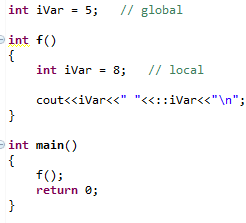 int iVar = 5;   // global
int f()
{
    int iVar = 8;   // local
    cout<<iVar<<" "<<::iVar<<"\n";
}
int main()
{
    f();
    return 0;
}